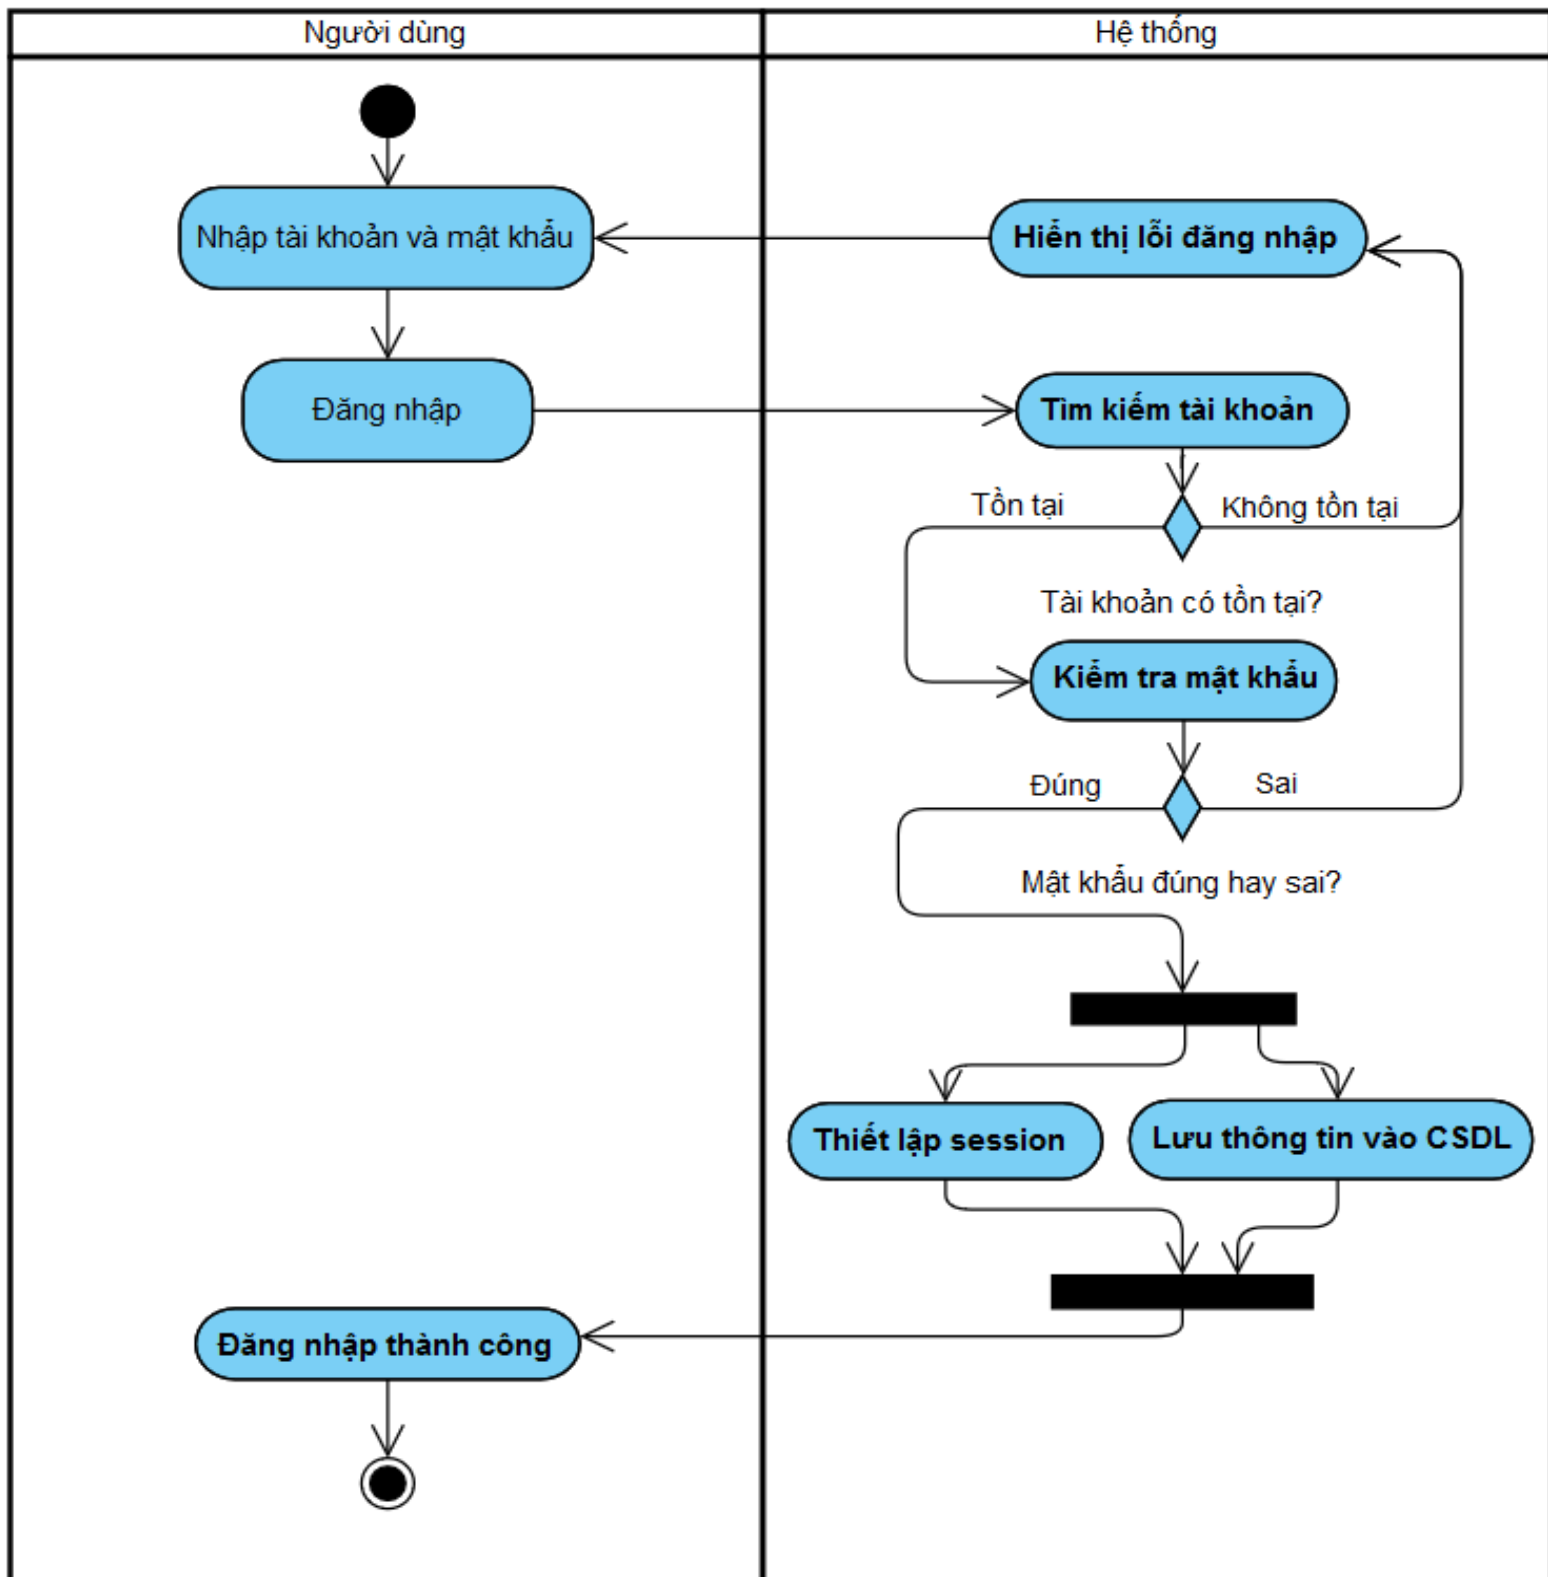 Người dùng
Hệ thống
Nhập tài khoản và mật khẩu
Hiển thị lỗi đăng nhập
Đăng nhập
Tìm kiếm tài khoản
Tồn tại
Không tồn tại
Tài khoản có tồn tại?
Kiểm tra mật khẩu
Đúng
Sai
Mật khẩu đúng hay sai?
Thiết lập session
Lưu thông tin vào CSDL
Đăng nhập thành công